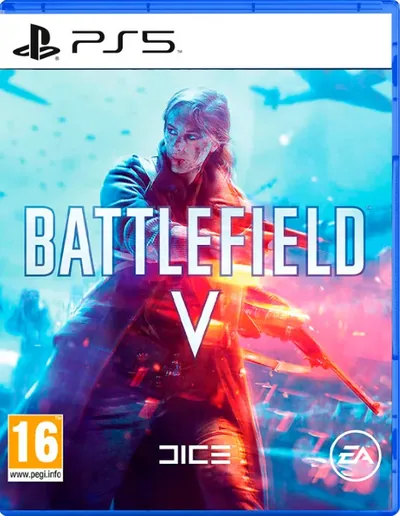 PS5
BATTLEFIELD
V
16
www.pegi.info
DICE
EA